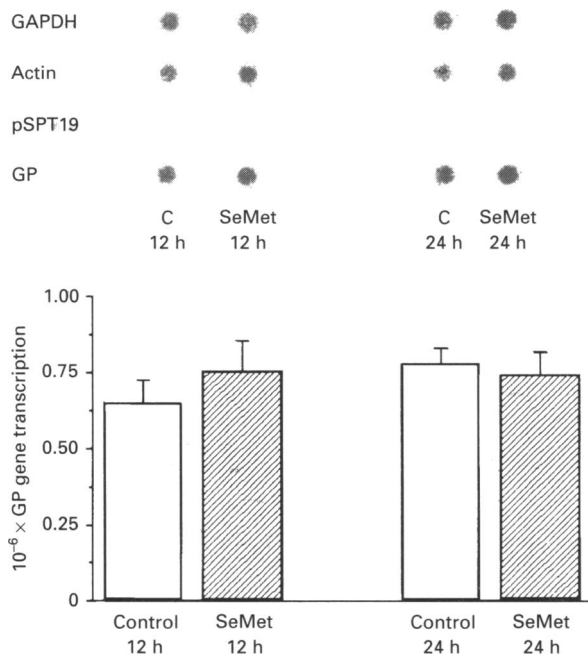 GAPDH
Actin
pSPT19
GP
C SeMet C SeMet
12 h 12 h 24 h 24 h
1.00
0.75
0.50
0.25
0
10⁻⁶ × GP gene transcription
Control SeMet Control SeMet
12 h 12 h 24 h 24 h